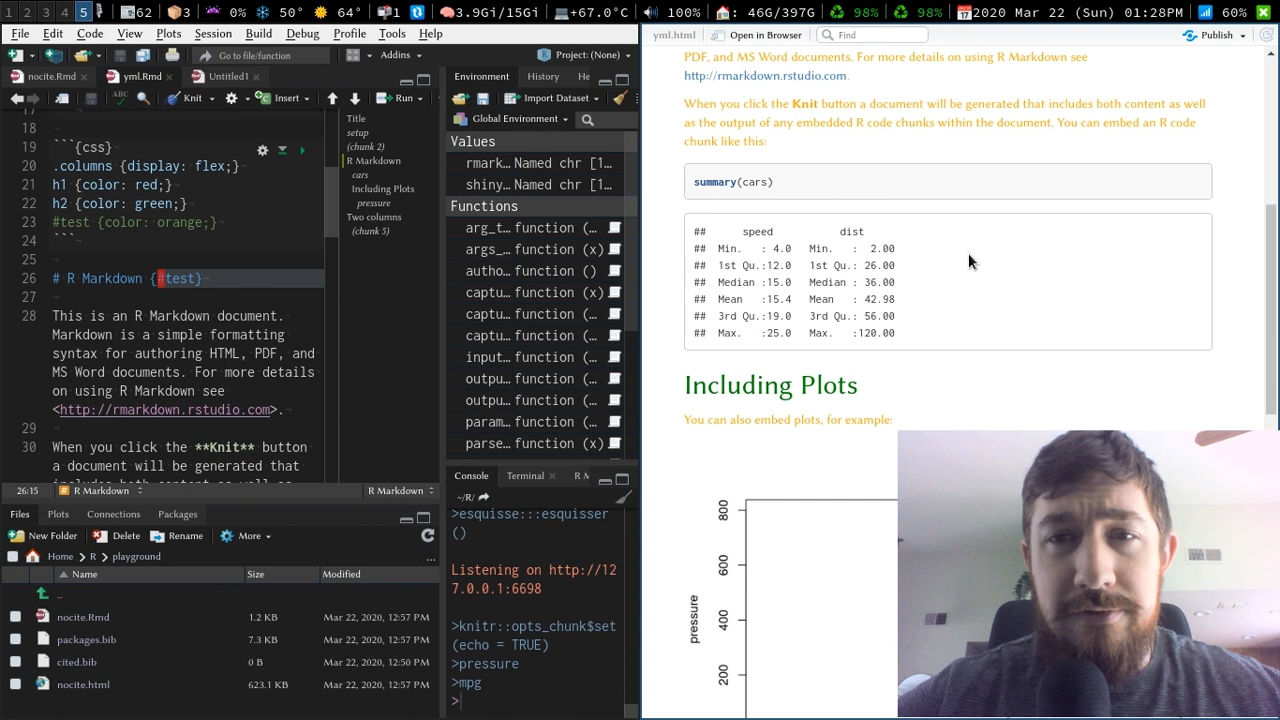 1 2 3 4 5 62 3 0% 50° 64° 1 3.9Gi/15Gi +67.0°C 100% : 46G/397G 98% 98% 2020 Mar 22 (Sun) 01:28PM 60%
File Edit Code View Plots Session Build Debug Profile Tools Help
Go to file/function Addins Project: (None)
nocite.Rmd yml.Rmd Untitled1
ABC Knit Insert Run
17
18
19 ```{css}
20 .columns {display: flex;}
21 h1 {color: red;}
22 h2 {color: green;}
23 #test {color: orange;}
24 ```
25
26 # R Markdown {#test}
27
28 This is an R Markdown document.
Markdown is a simple formatting
syntax for authoring HTML, PDF, and
MS Word documents. For more details
on using R Markdown see
<http://rmarkdown.rstudio.com>.
29
30 When you click the **Knit** button
a document will be generated that
includes both content as well as
26:15 R Markdown R Markdown
Title
setup
(chunk 2)
R Markdown
cars
Including Plots
pressure
Two columns
(chunk 5)
Environment History
Import Dataset
Global Environment
Values
rmark… Named chr [1…
shiny… Named chr [1…
Functions
arg_t… function (…
args_… function (x)
autho… function ()
captu… function (x)
captu… function (…
captu… function (…
input… function (…
outpu… function (…
outpu… function (…
param… function (…
parse… function (x)
Files Plots Connections Packages
New Folder Delete Rename More
Home R playground …
Name Size Modified
..
nocite.Rmd 1.2 KB Mar 22, 2020, 12:57 PM
packages.bib 7.3 KB Mar 22, 2020, 12:57 PM
cited.bib 0 B Mar 22, 2020, 12:50 PM
nocite.html 623.1 KB Mar 22, 2020, 12:57 PM
Console Terminal R M
~/R/
>esquisse:::esquisser
()
Listening on http://12
7.0.0.1:6698
>knitr::opts_chunk$set
(echo = TRUE)
>pressure
>mpg
>
yml.html Open in Browser Find Publish
PDF, and MS Word documents. For more details on using R Markdown see
http://rmarkdown.rstudio.com.
When you click the Knit button a document will be generated that includes both content as well
as the output of any embedded R code chunks within the document. You can embed an R code
chunk like this:
summary(cars)
## speed dist
## Min. : 4.0 Min. : 2.00
## 1st Qu.:12.0 1st Qu.: 26.00
## Median :15.0 Median : 36.00
## Mean :15.4 Mean : 42.98
## 3rd Qu.:19.0 3rd Qu.: 56.00
## Max. :25.0 Max. :120.00
Including Plots
You can also embed plots, for example:
800
600
400
200
pressure